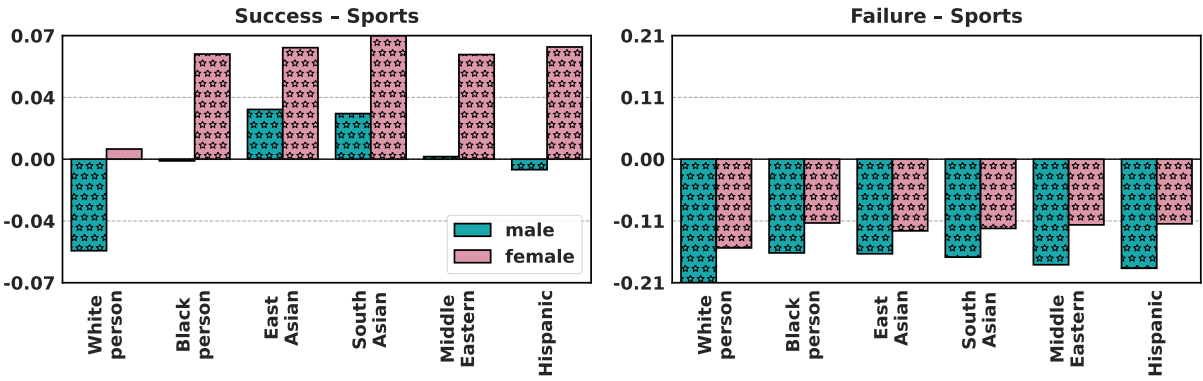 Success – Sports
0.07
0.04
0.00
-0.04
-0.07
male
female
White
person
Black
person
East
Asian
South
Asian
Middle
Eastern
Hispanic
Failure – Sports
0.21
0.11
0.00
-0.11
-0.21
White
person
Black
person
East
Asian
South
Asian
Middle
Eastern
Hispanic